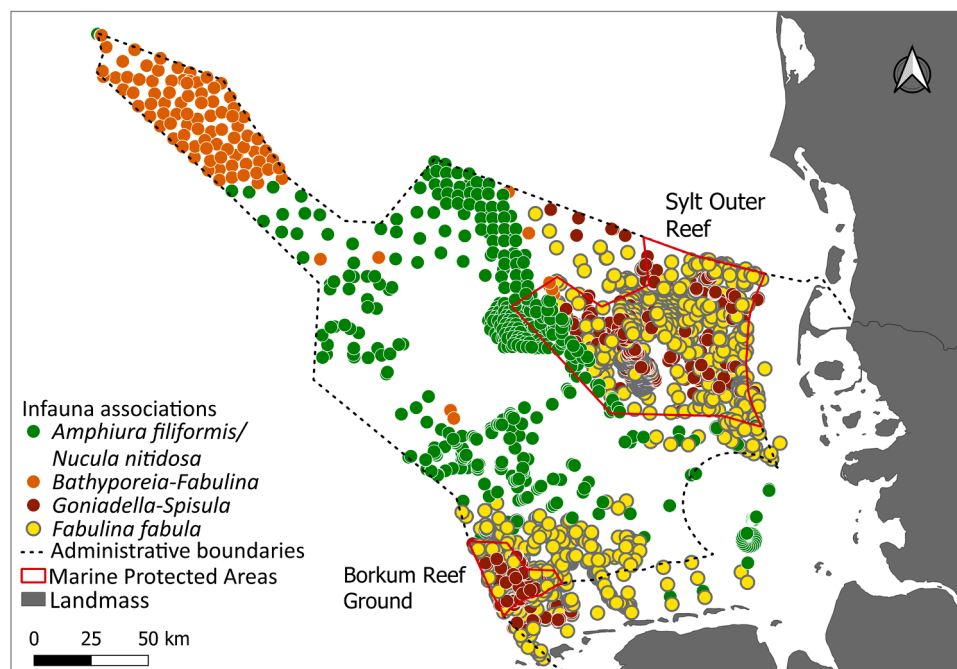 Sylt Outer
Reef
Infauna associations
Amphiura filiformis/
Nucula nitidosa
Bathyporeia-Fabulina
Goniadella-Spisula
Fabulina fabula
Administrative boundaries
Marine Protected Areas
Landmass
Borkum Reef
Ground
0 25 50 km